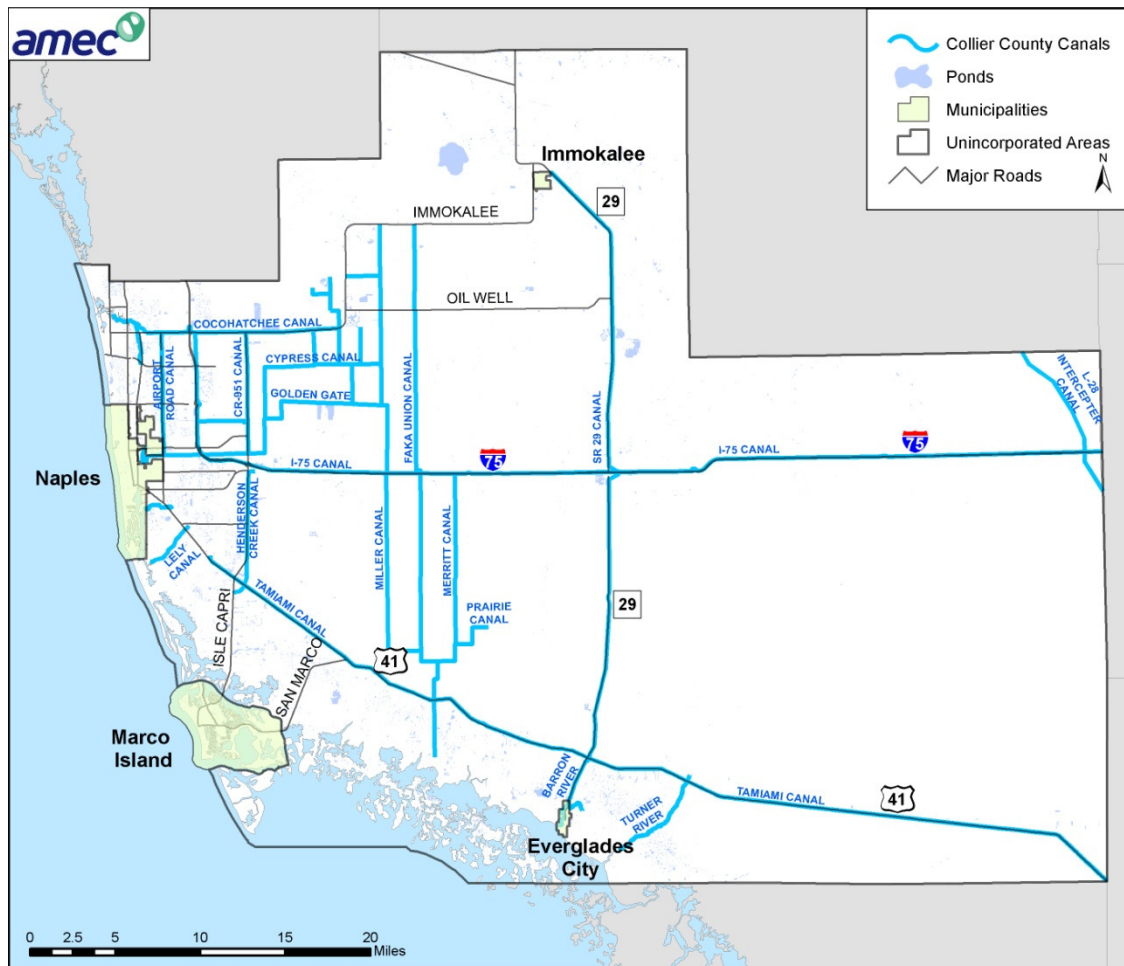 amec
Collier County Canals
Ponds
Municipalities
Unincorporated Areas
Major Roads
N
Immokalee
29
IMMOKALEE
OIL WELL
COCOHATCHEE CANAL
CYPRESS CANAL
GOLDEN GATE
AIRPORT
ROAD CANAL
CR-951 CANAL
FAKA UNION CANAL
SR 29 CANAL
L-28
INTERCEPTER
CANAL
75
I-75 CANAL
75
I-75 CANAL
Naples
HENDERSON
CREEK CANAL
LELY
CANAL
MILLER CANAL
MERRITT CANAL
TAMIAMI CANAL
PRAIRIE
CANAL
29
ISLE CAPRI
SAN MARCO
41
Marco
Island
BARRON
RIVER
TURNER
RIVER
TAMIAMI CANAL
41
Everglades
City
0 2.5 5 10 15 20
Miles